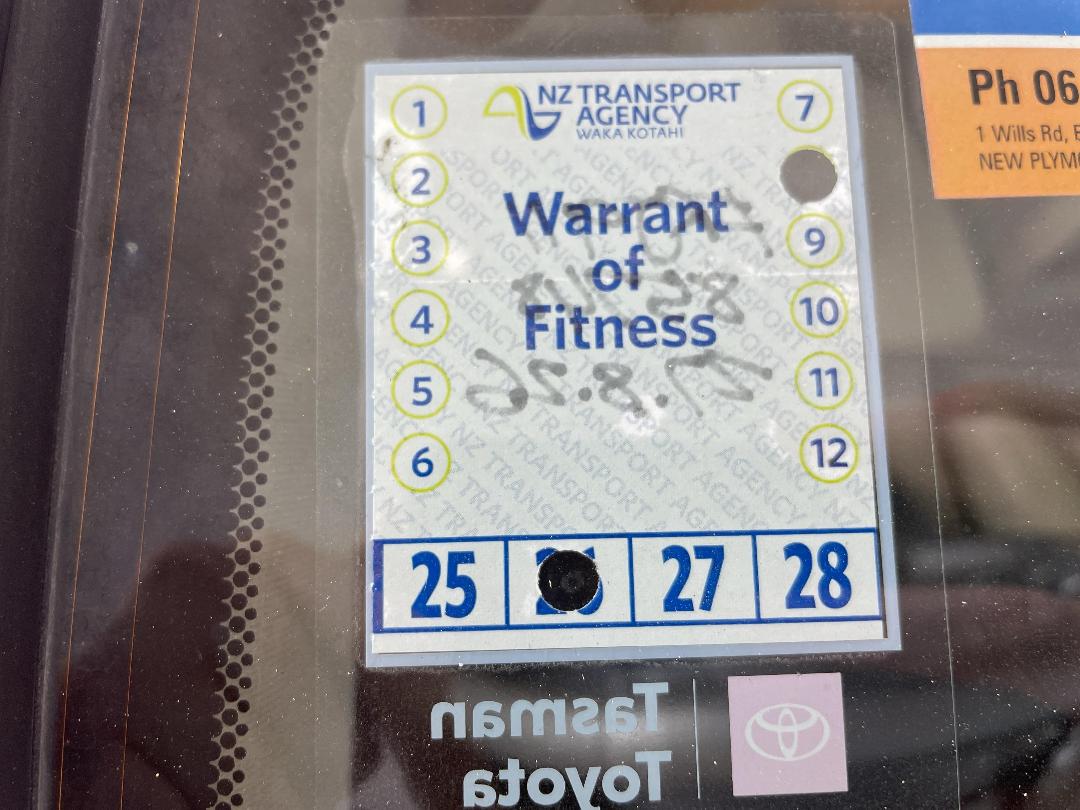 NZ TRANSPORT
AGENCY
WAKA KOTAHI
1
2
3
4
5
6
7
9
10
11
12
Warrant
of
Fitness
25
27
28
Tasman
Toyota
Ph 06
1 Wills Rd,
NEW PLYM